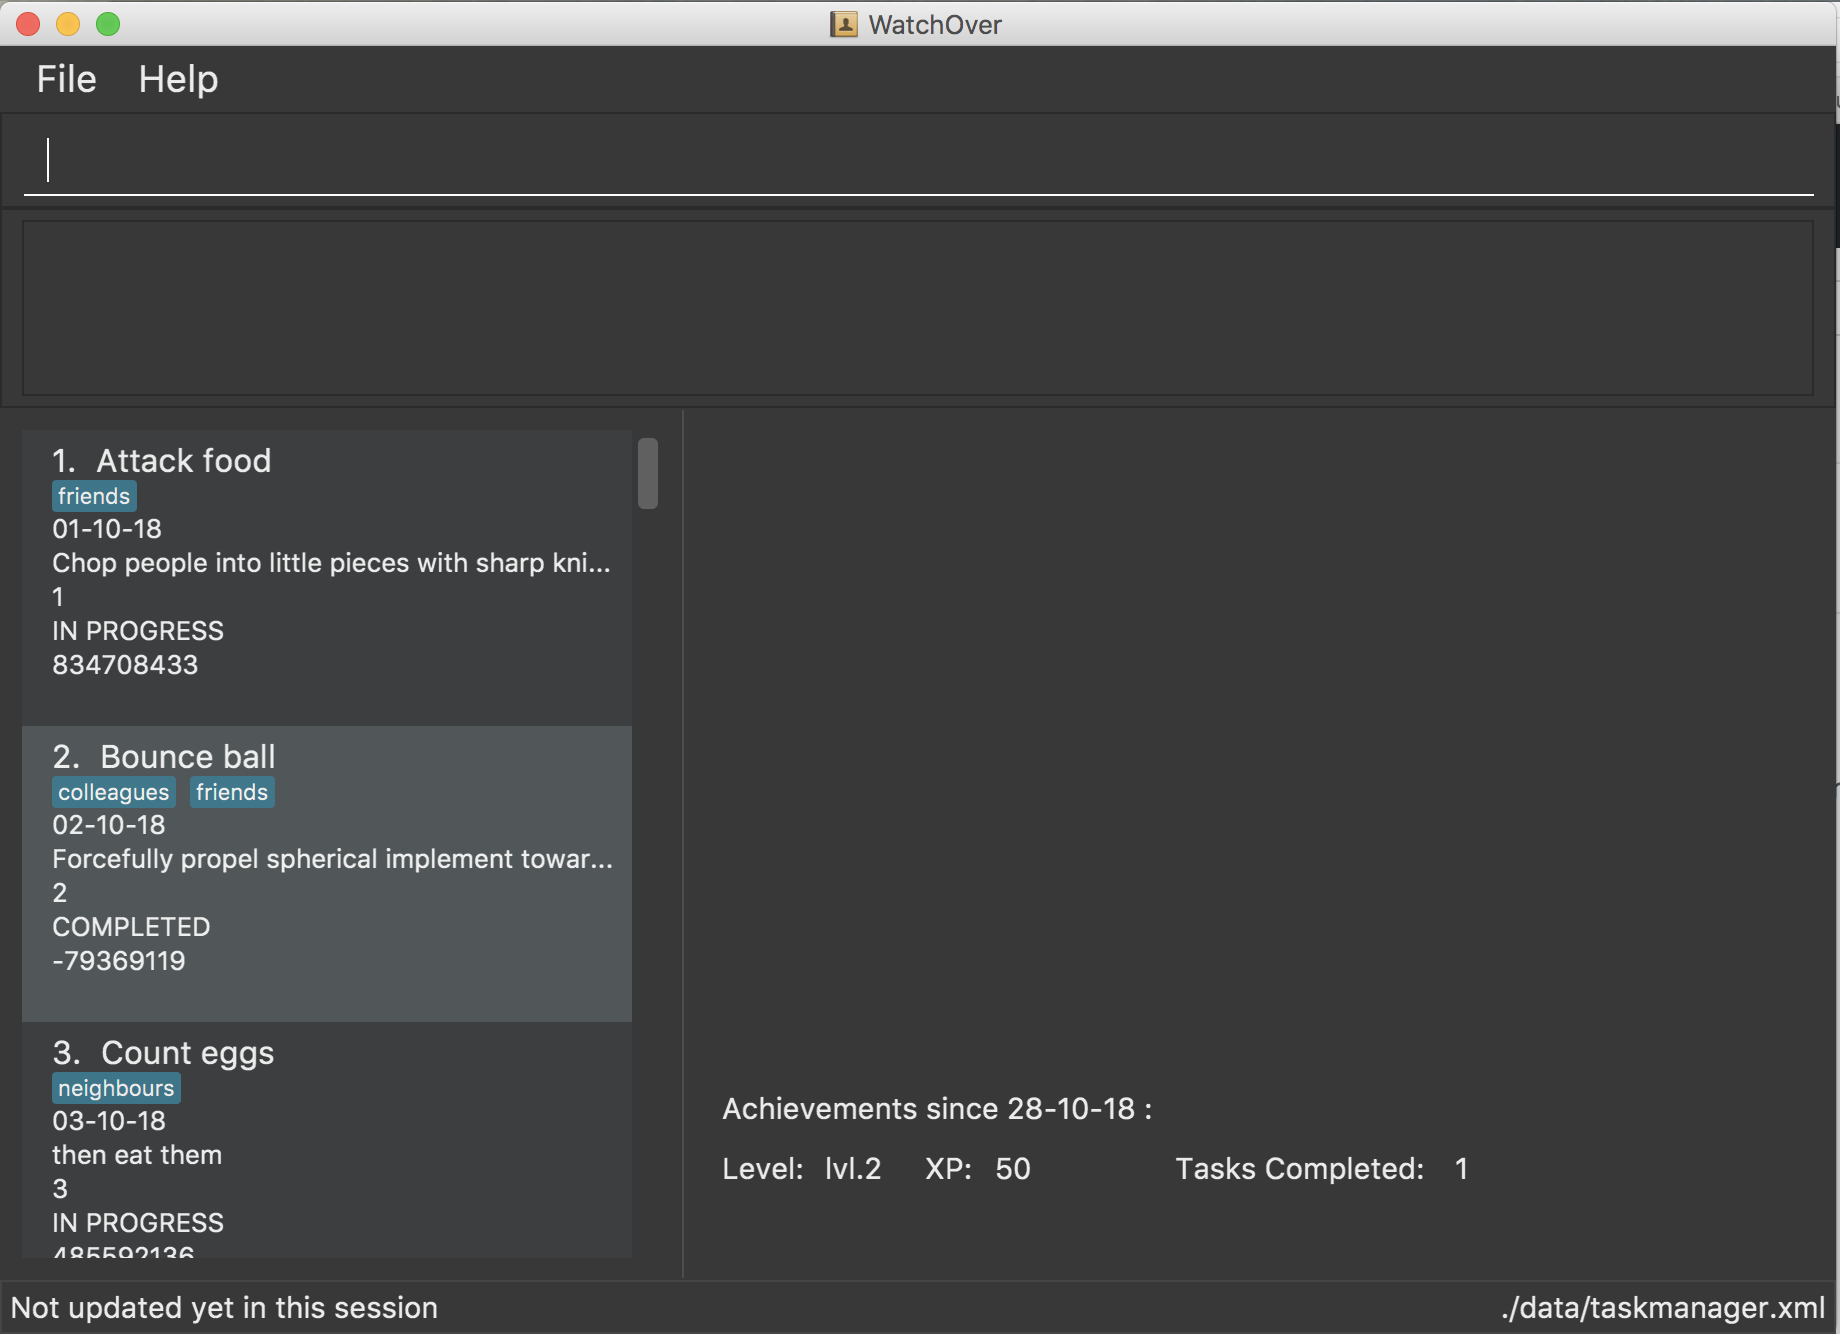 WatchOver
File Help
1. Attack food
friends
01-10-18
Chop people into little pieces with sharp kni...
1
IN PROGRESS
834708433
2. Bounce ball
colleagues friends
02-10-18
Forcefully propel spherical implement towar...
2
COMPLETED
-79369119
3. Count eggs
neighbours
03-10-18
then eat them
3
IN PROGRESS
485592136
Achievements since 28-10-18 :
Level: lvl.2 XP: 50 Tasks Completed: 1
Not updated yet in this session
./data/taskmanager.xml